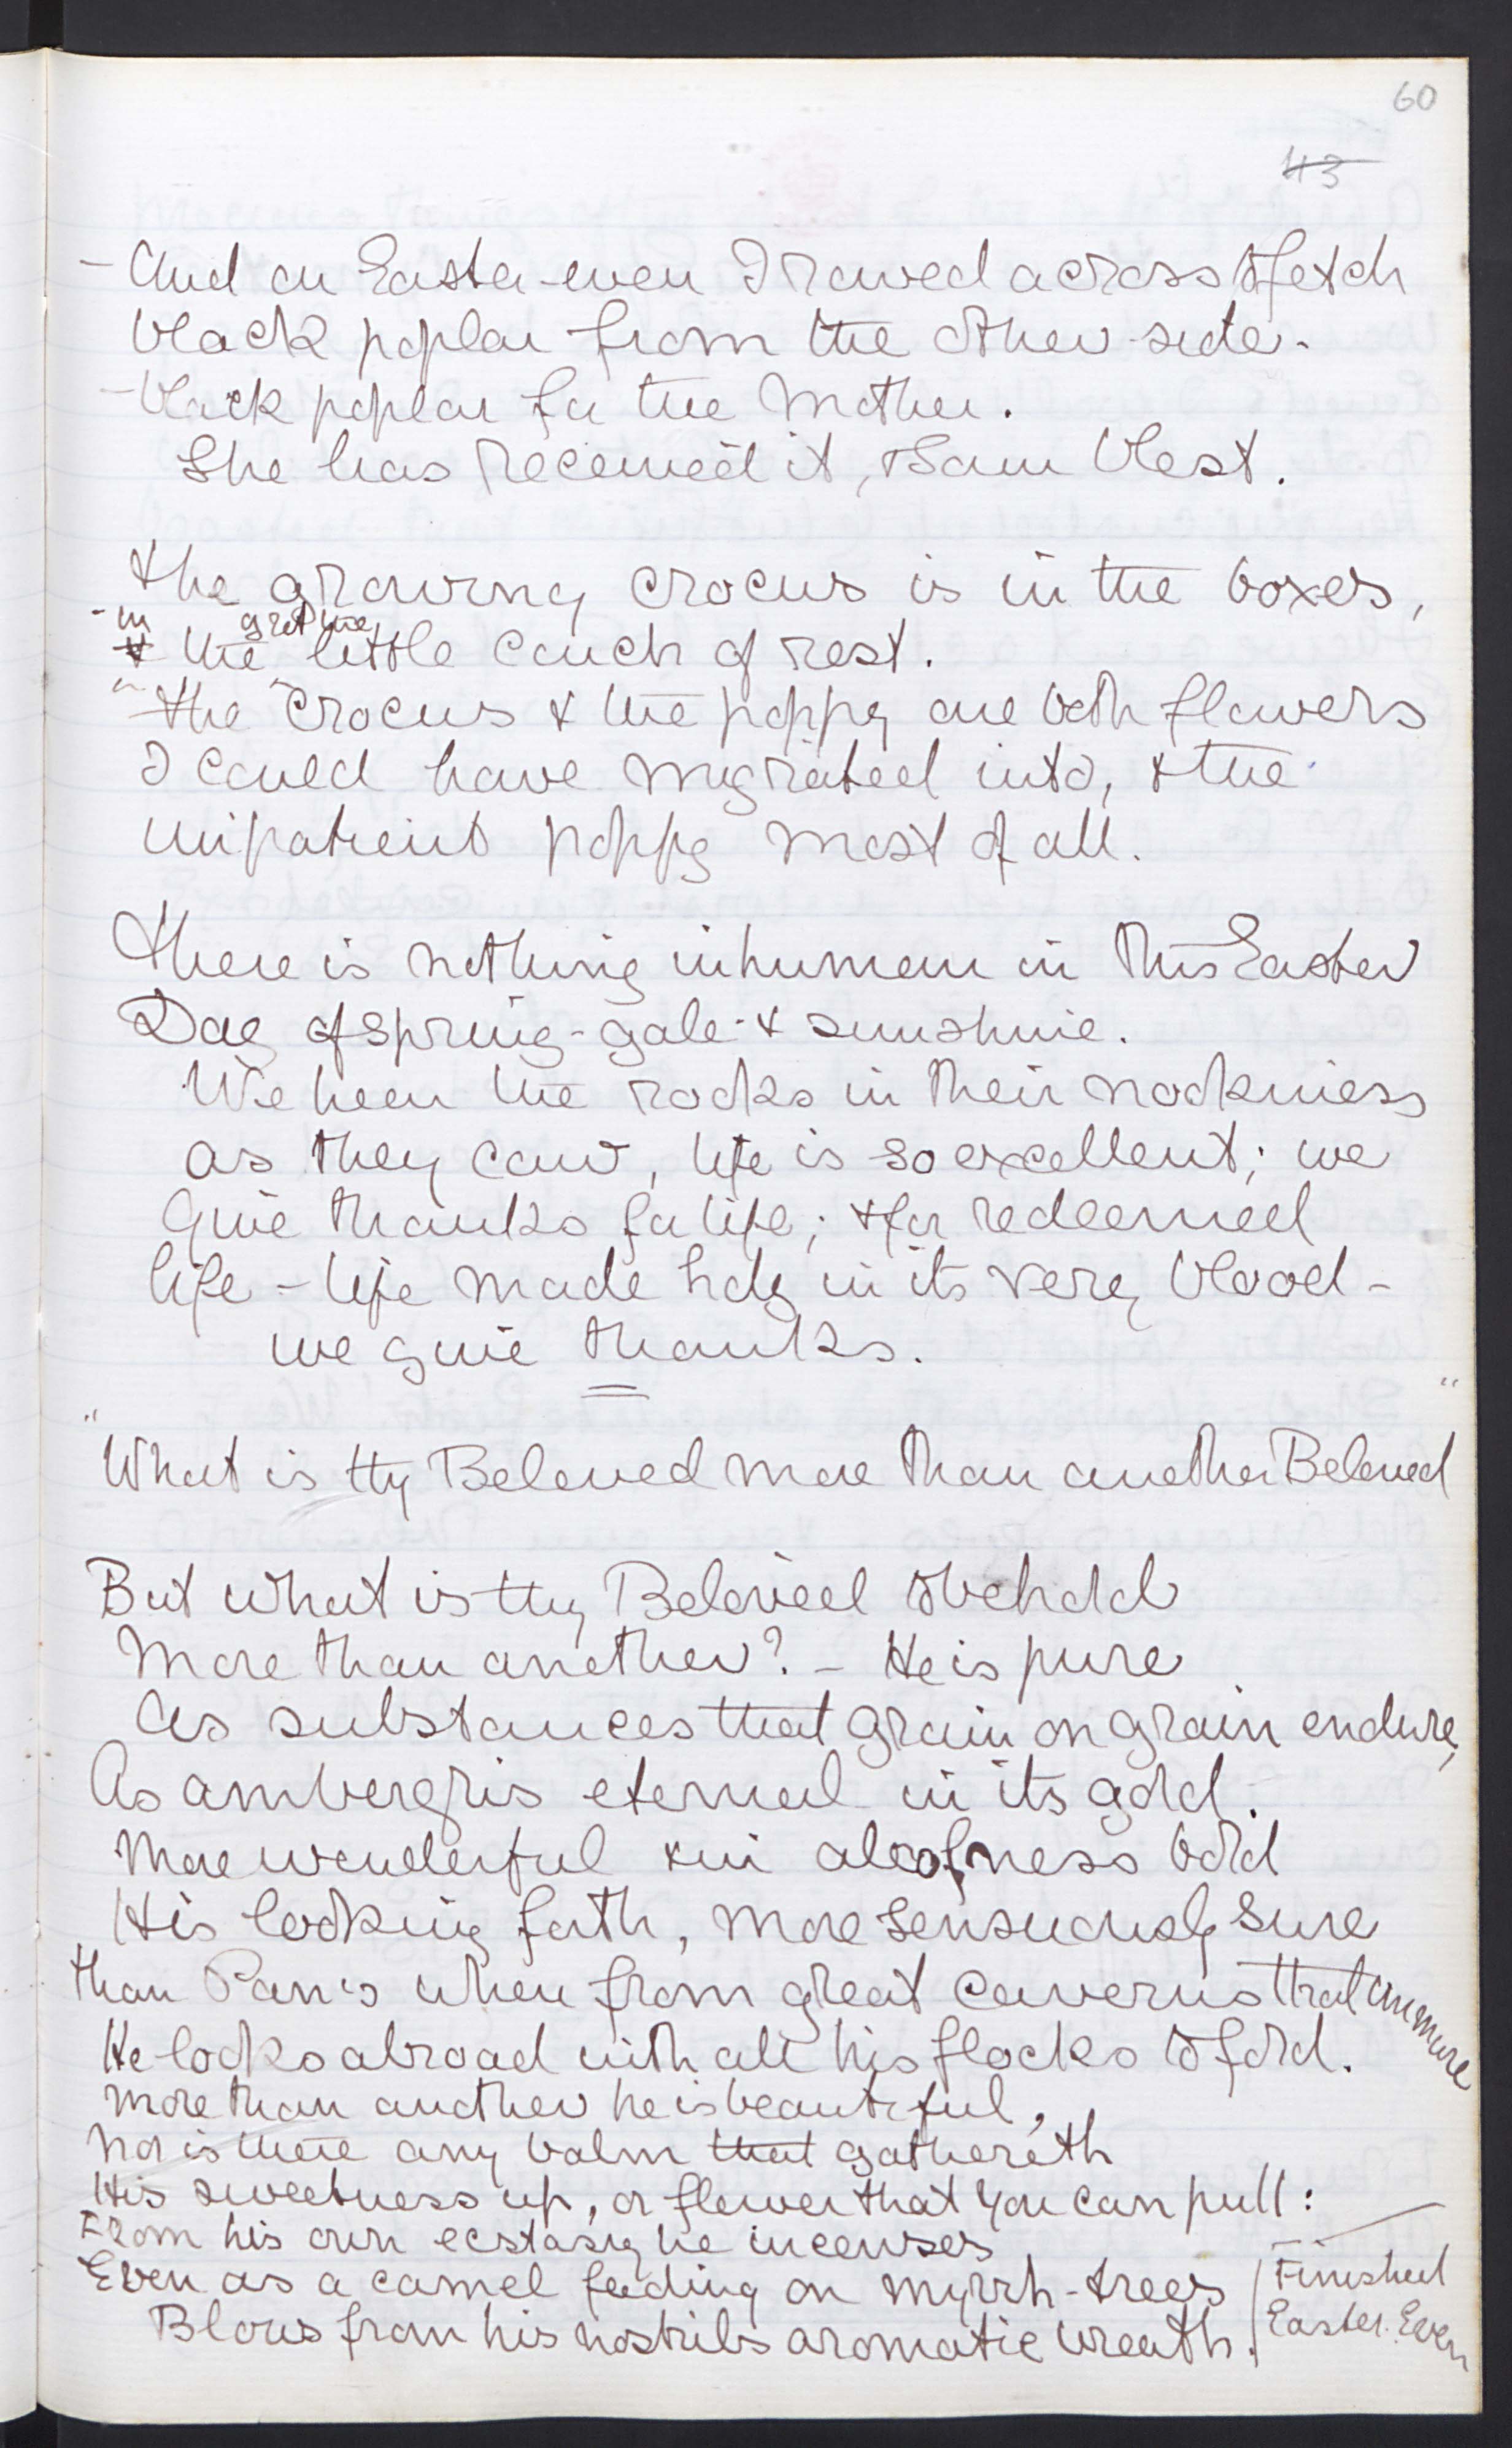 60
43
- And on Easter-even I rowed across to fetch
black poplar from the other-side.
- black poplar for the Mother.
She has received it, & I am blest.
The growing crocus is in the boxes,
- in
& the little couch of rest.
The crocus & the poppy are both flowers
I could have migrated into, & the
impatient poppy most of all.
There is nothing inhuman in this Easter
Day of spring-gale & sunshine.
We hear the rooks in their rookiness
as they caw, life is so excellent; we
give thanks for life; & for redeemed
life - life made holy in its very blood -
we give thanks.
"What is thy Beloved more than another Beloved"
But what is thy Beloved to behold
More than another? - He is pure
As substances that grain on grain endure,
As ambergris eternal in its gold.
More wonderful & in aloofness bold
His looking forth, more sensuously sure
Than Pan's when from great caverns that immure
He looks abroad with all his flocks to fold.
More than another he is beautiful,
Nor is there any balm that gathereth
His sweetness up, or flower that you can pull:
From his own ecstasy he incenses
Even as a camel feeding on myrrh-trees
Blows from his nostrils aromatic wreath.
Finished
Easter. Even